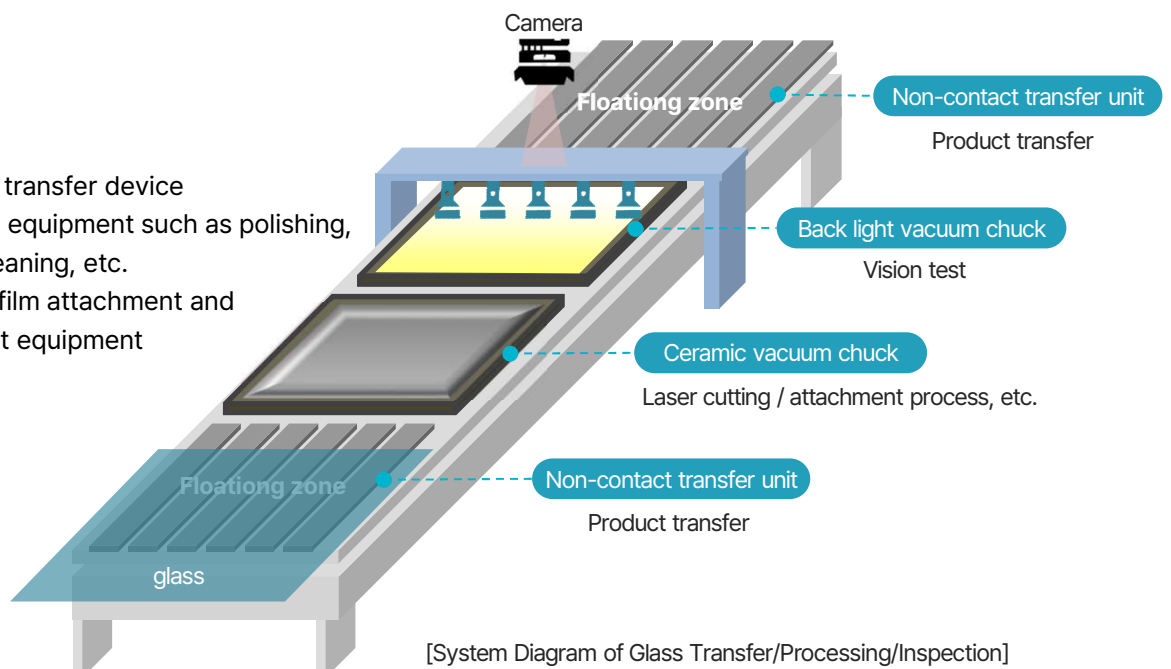 Camera
Floationg zone
Non-contact transfer unit
Product transfer
transfer device
equipment such as polishing,
eaning, etc.
film attachment and
t equipment
Back light vacuum chuck
Vision test
Ceramic vacuum chuck
Laser cutting / attachment process, etc.
Floationg zone
Non-contact transfer unit
Product transfer
glass
[System Diagram of Glass Transfer/Processing/Inspection]